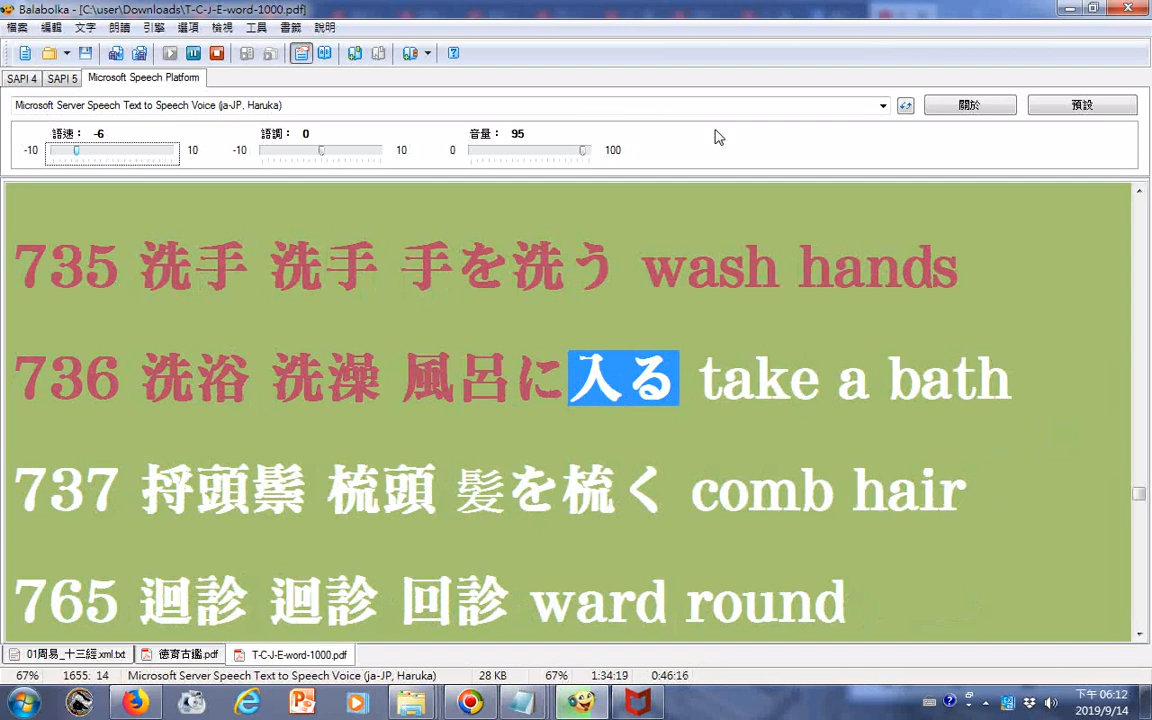 Balabolka - [C:\user\Downloads\T-C-J-E-word-1000.pdf]
檔案 編輯 文字 朗讀 引擎 選項 檢視 工具 書籤 說明
SAPI 4 SAPI 5 Microsoft Speech Platform
Microsoft Server Speech Text to Speech Voice (ja-JP, Haruka) 關於 預設
語速： -6 語調： 0 音量： 95
-10 10 -10 10 0 100
735 洗手 洗手 手を洗う wash hands
736 洗浴 洗澡 風呂に入る take a bath
737 捋頭鬃 梳頭 髪を梳く comb hair
765 迴診 迴診 回診 ward round
01周易_十三經.xml.txt 德育古鑑.pdf T-C-J-E-word-1000.pdf
67% 1655: 14 Microsoft Server Speech Text to Speech Voice (ja-JP, Haruka) 28 KB 67% 1:34:19 0:46:16
下午 06:12
2019/9/14